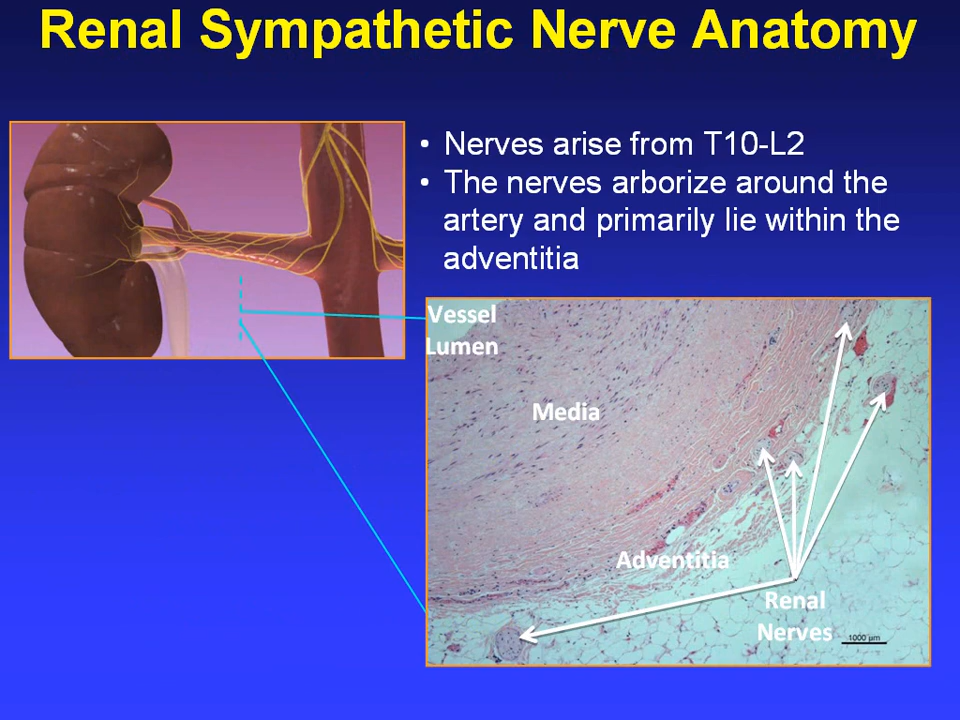 Renal Sympathetic Nerve Anatomy
• Nerves arise from T10-L2
• The nerves arborize around the
artery and primarily lie within the
adventitia
Vessel
Lumen
Media
Adventitia
Renal
Nerves
1000 µm